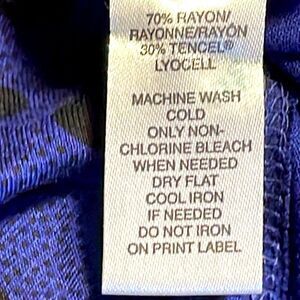 70% RAYON/
RAYONNE/RAYÓN
30% TENCEL®
LYOCELL
MACHINE WASH
COLD
ONLY NON-
CHLORINE BLEACH
WHEN NEEDED
DRY FLAT
COOL IRON
IF NEEDED
DO NOT IRON
ON PRINT LABEL